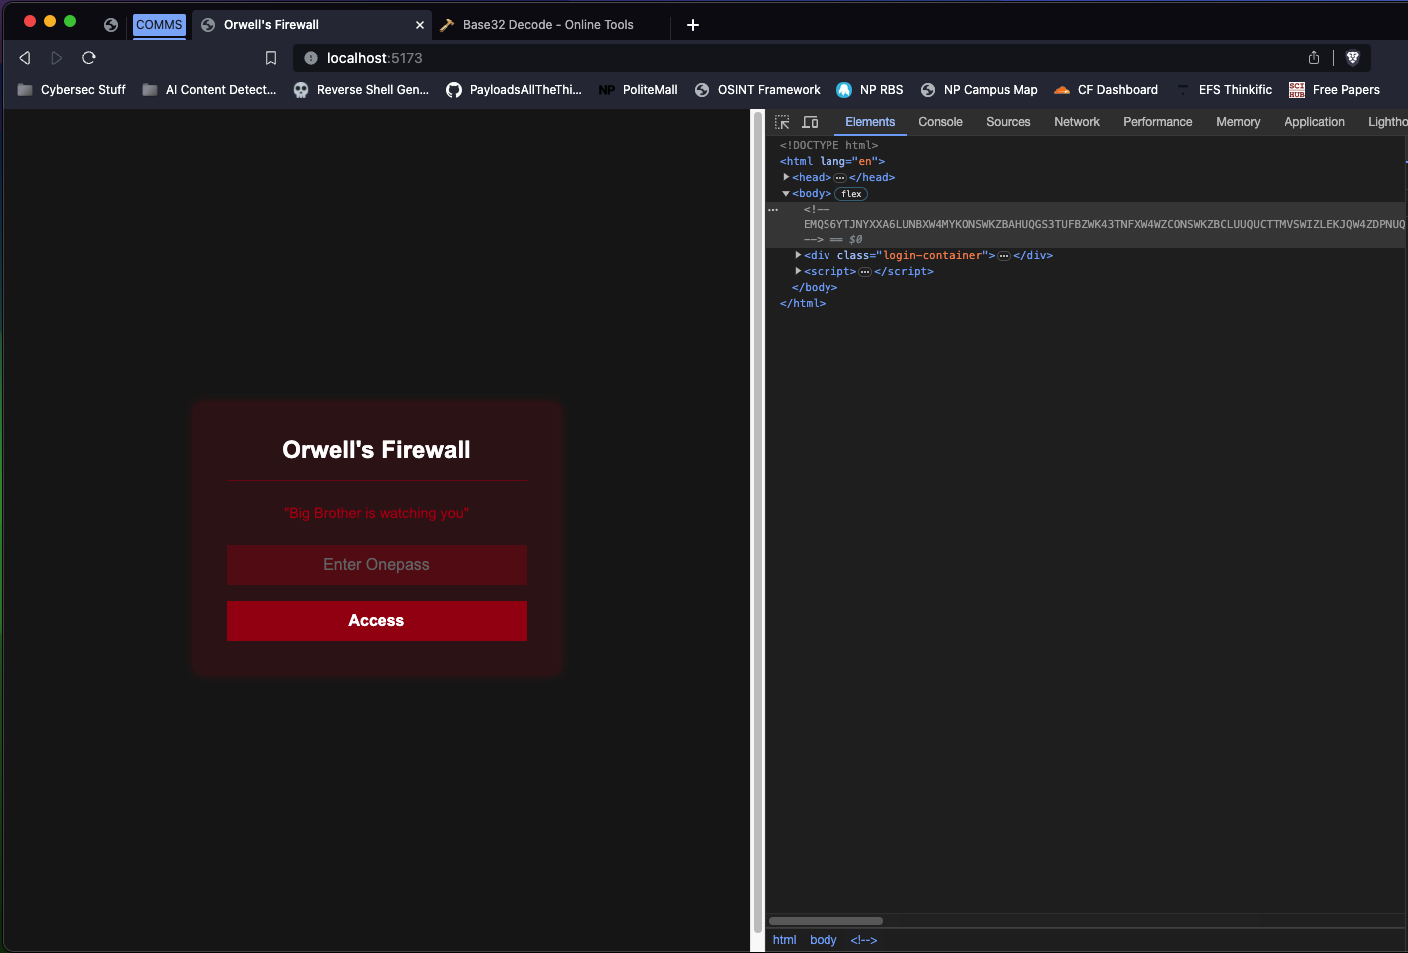 COMMS
Orwell's Firewall
Base32 Decode - Online Tools
localhost:5173
Cybersec Stuff
AI Content Detect...
Reverse Shell Gen...
PayloadsAllTheThi...
NP PoliteMall
OSINT Framework
NP RBS
NP Campus Map
CF Dashboard
EFS Thinkific
SCI HUB Free Papers
Elements
Console
Sources
Network
Performance
Memory
Application
Lightho
<!DOCTYPE html>
<html lang="en">
<head> ••• </head>
<body> flex
<!--
EMQS6YTJNYXXA6LUNBXW4MYKONSWKZBAHUQGS3TUFBZWK43TNFXW4WZCONSWKZBCLUUQUCTTMVSWIZLEKJQW4ZDPNUQ
--> == $0
<div class="login-container"> ••• </div>
<script> ••• </script>
</body>
</html>
Orwell's Firewall
"Big Brother is watching you"
Enter Onepass
Access
html body <!-->